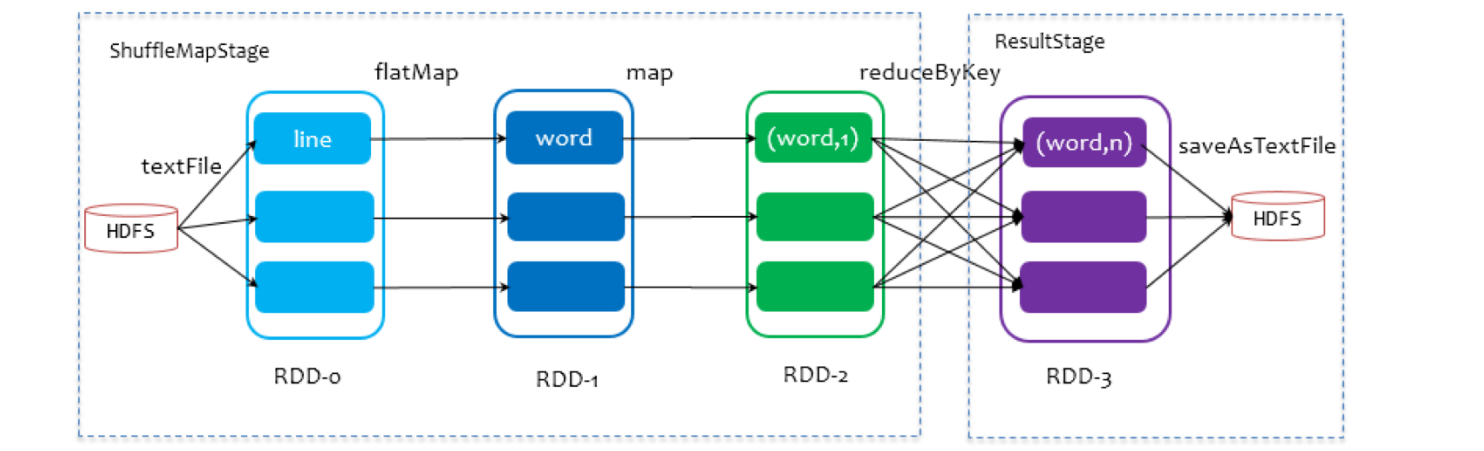 ShuffleMapStage
ResultStage
flatMap
map
reduceByKey
line
word
(word,1)
(word,n)
textFile
saveAsTextFile
HDFS
HDFS
RDD-0
RDD-1
RDD-2
RDD-3